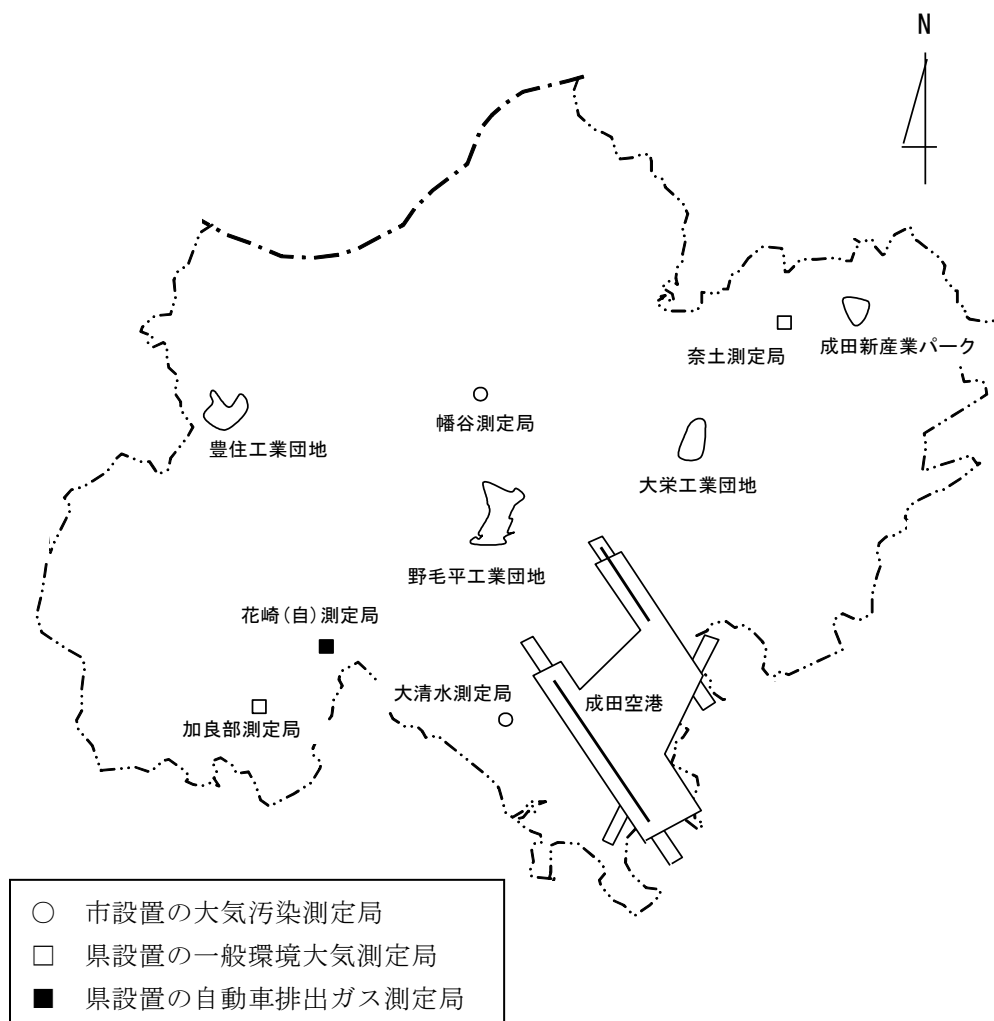 N
奈土測定局
成田新産業パーク
幡谷測定局
豊住工業団地
大栄工業団地
野毛平工業団地
花崎(自)測定局
大清水測定局
成田空港
加良部測定局
○ 市設置の大気汚染測定局
□ 県設置の一般環境大気測定局
■ 県設置の自動車排出ガス測定局